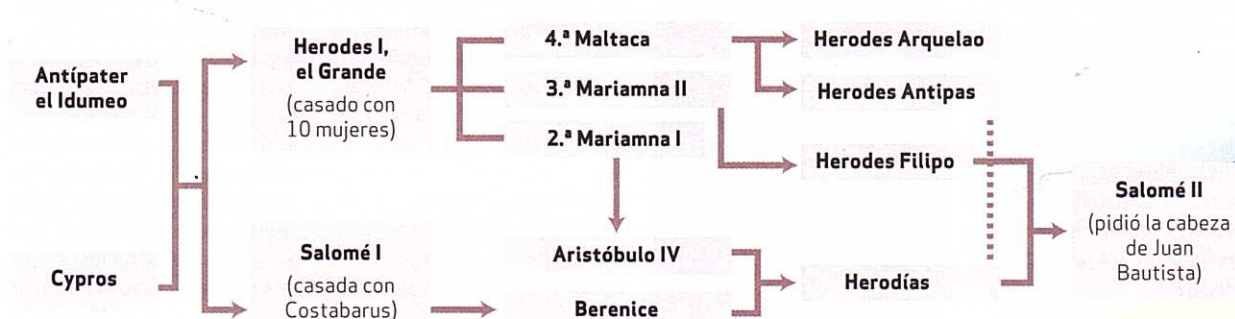 Antípater
el Idumeo
Cypros
Herodes I,
el Grande
(casado con
10 mujeres)
Salomé I
(casada con
Costabarus)
4.ª Maltaca
3.ª Mariamna II
2.ª Mariamna I
Aristóbulo IV
Berenice
Herodes Arquelao
Herodes Antipas
Herodes Filipo
Herodías
Salomé II
(pidió la cabeza
de Juan
Bautista)